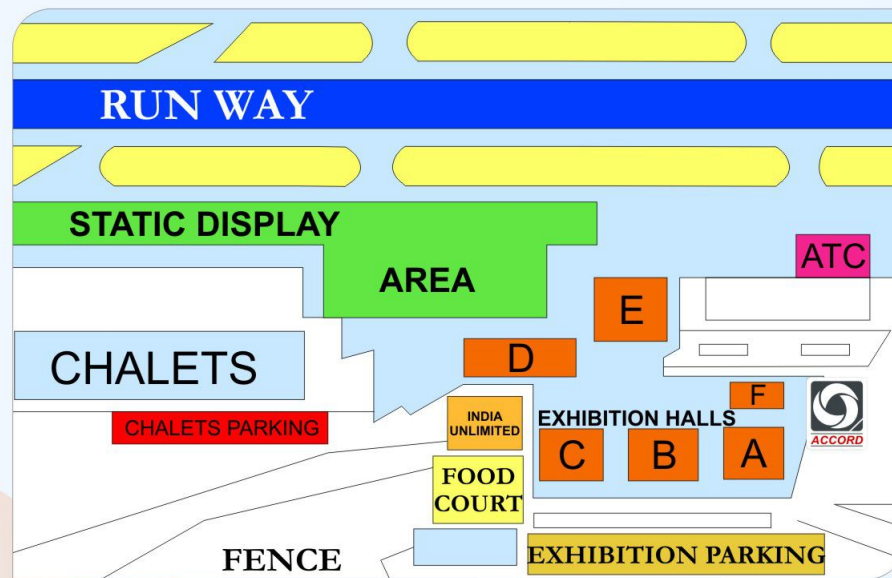 RUN WAY
STATIC DISPLAY
AREA
ATC
E
D
CHALETS
F
INDIA
UNLIMITED
EXHIBITION HALLS
CHALETS PARKING
ACCORD
C
B
A
FOOD
COURT
FENCE
EXHIBITION PARKING